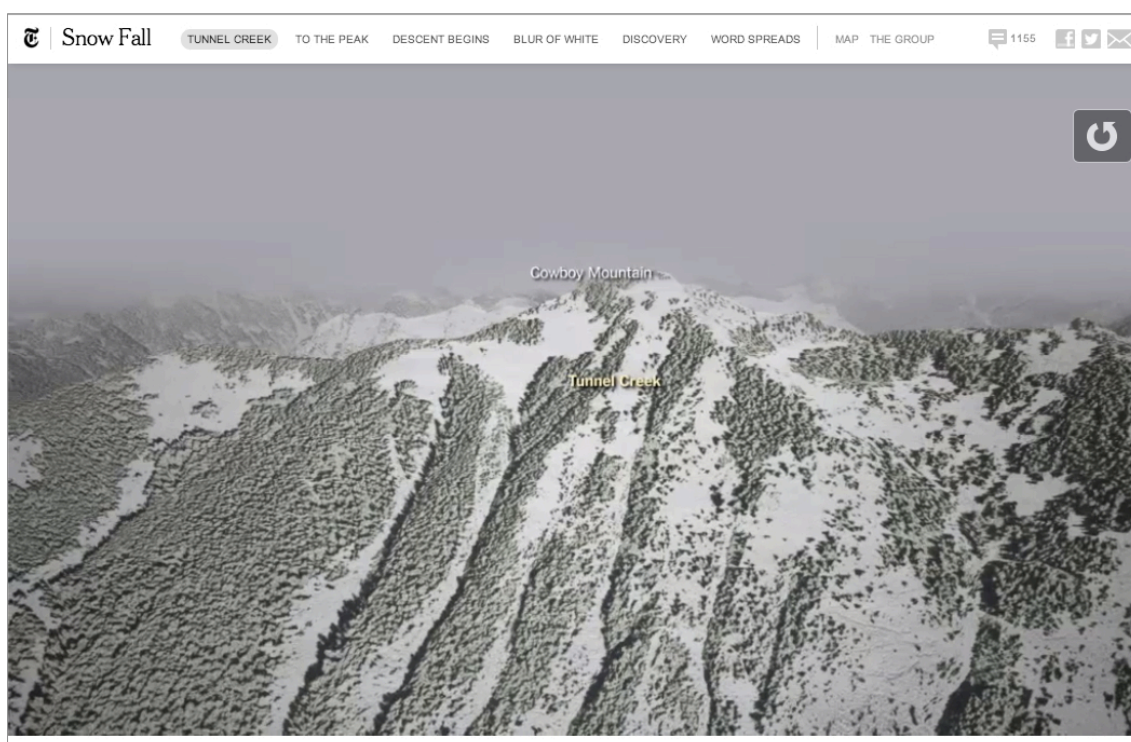 T Snow Fall TUNNEL CREEK TO THE PEAK DESCENT BEGINS BLUR OF WHITE DISCOVERY WORD SPREADS MAP THE GROUP 1155 f
Cowboy Mountain
Tunnel Creek